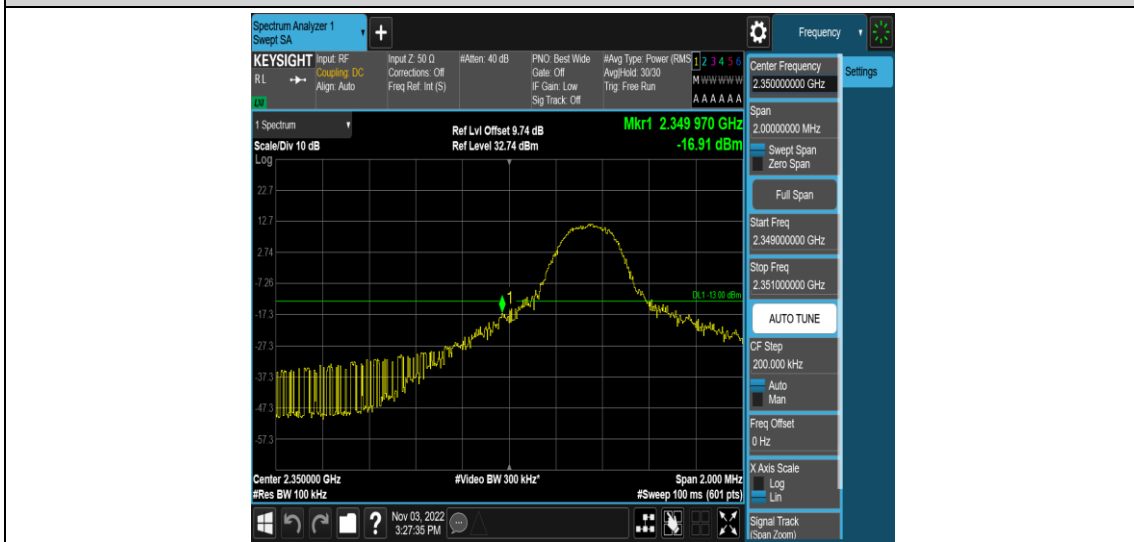 Spectrum Analyzer 1
Swept SA
+
Frequency
KEYSIGHT
RL
LXI
Input: RF
Coupling: DC
Align: Auto
Input Z: 50 Ω
Corrections: Off
Freq Ref: Int (S)
#Atten: 40 dB
PNO: Best Wide
Gate: Off
IF Gain: Low
Sig Track: Off
#Avg Type: Power (RMS
Avg|Hold: 30/30
Trig: Free Run
1 2 3 4 5 6
M W W W W W
A A A A A A
1 Spectrum
Scale/Div 10 dB
Log
Ref Lvl Offset 9.74 dB
Ref Level 32.74 dBm
Mkr1 2.349 970 GHz
-16.91 dBm
22.7
12.7
2.74
-7.26
-17.3
-27.3
-37.3
-47.3
-57.3
1
DL1 -13.00 dBm
Center 2.350000 GHz
#Res BW 100 kHz
#Video BW 300 kHz*
Span 2.000 MHz
#Sweep 100 ms (601 pts)
Nov 03, 2022
3:27:35 PM
?
Center Frequency
2.350000000 GHz
Settings
Span
2.00000000 MHz
Swept Span
Zero Span
Full Span
Start Freq
2.349000000 GHz
Stop Freq
2.351000000 GHz
AUTO TUNE
CF Step
200.000 kHz
Auto
Man
Freq Offset
0 Hz
X Axis Scale
Log
Lin
Signal Track
(Span Zoom)